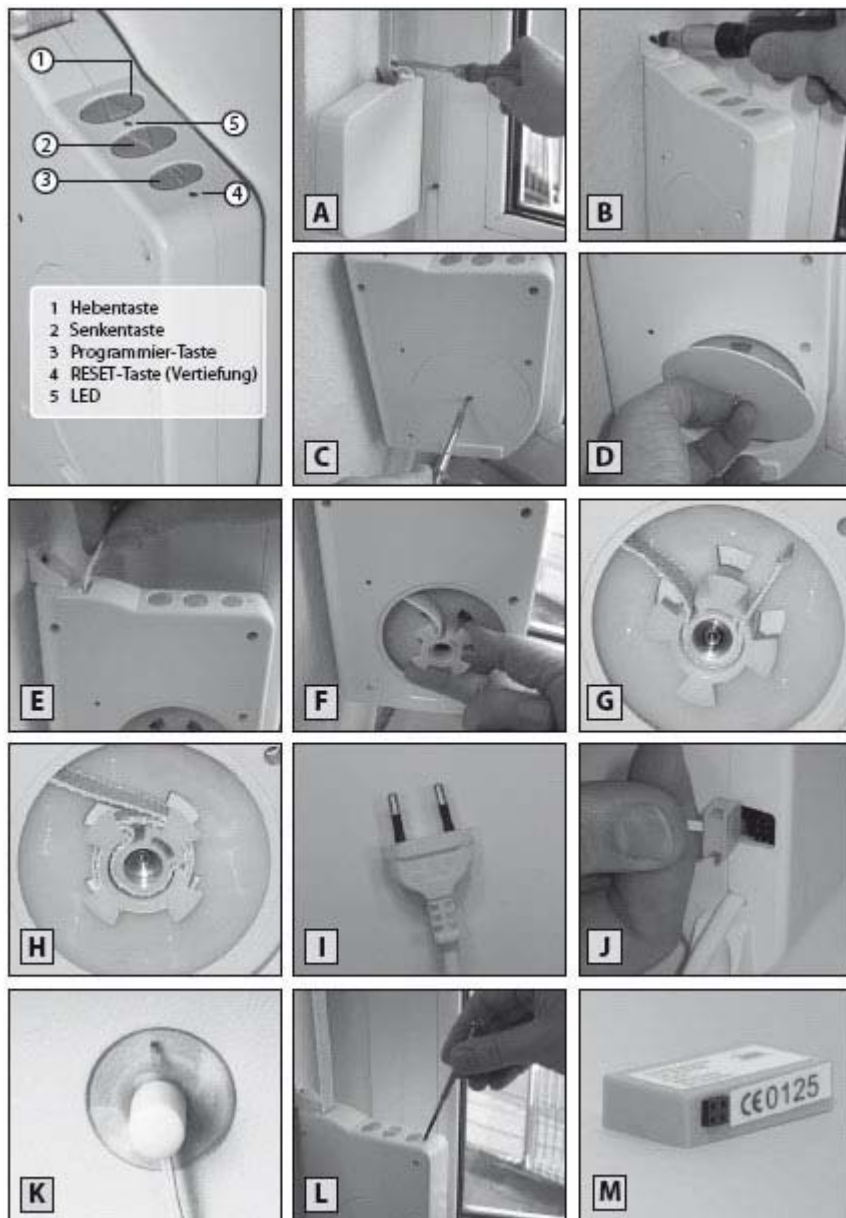 1
5
2
3
4
1 Hebentaste
2 Senkentaste
3 Programmier-Taste
4 RESET-Taste (Vertiefung)
5 LED
A
B
C
D
E
F
G
H
I
J
K
L
CE0125
M